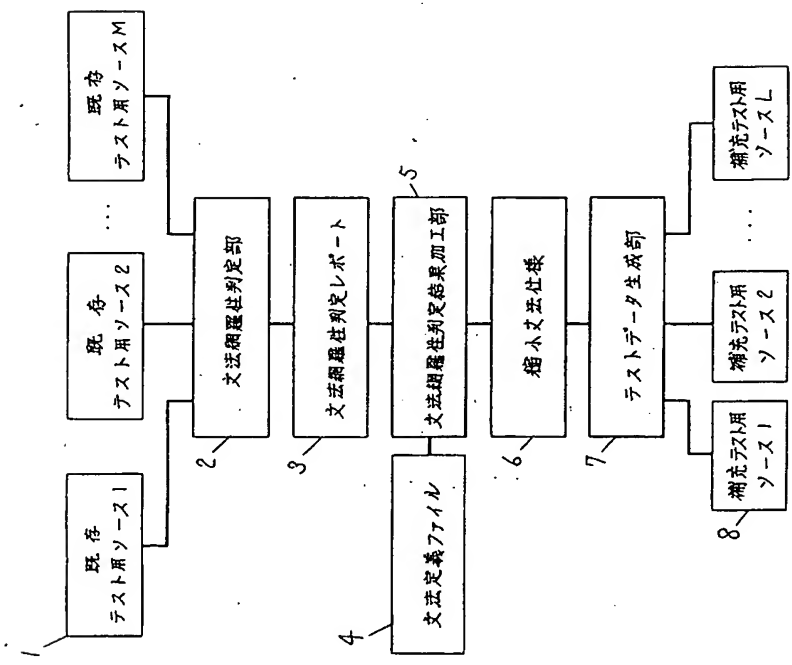 既存
テスト用ソース1
既存
テスト用ソース2
...
既存
テスト用ソースM
1
文法網羅性判定部
2
文法網羅性判定レポート
3
文法定義ファイル
4
文法網羅性判定結果加工部
5
縮小文法仕様
6
テストデータ生成部
7
補充テスト用
ソース1
8
補充テスト用
ソース2
...
補充テスト用
ソースL